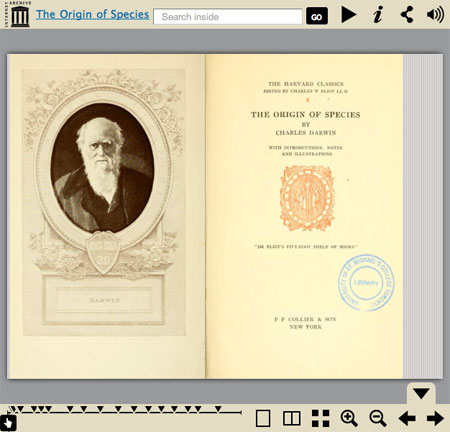 INTERNET ARCHIVE
The Origin of Species
Search inside
GO
DARWIN
THE HARVARD CLASSICS
EDITED BY CHARLES W ELIOT LL D
THE ORIGIN OF SPECIES
BY
CHARLES DARWIN
WITH INTRODUCTIONS, NOTES
AND ILLUSTRATIONS
"DR ELIOT'S FIVE-FOOT SHELF OF BOOKS"
UNIVERSITY OF ST. MICHAEL'S COLLEGE TORONTO
LIBRARY
P F COLLIER & SON
NEW YORK